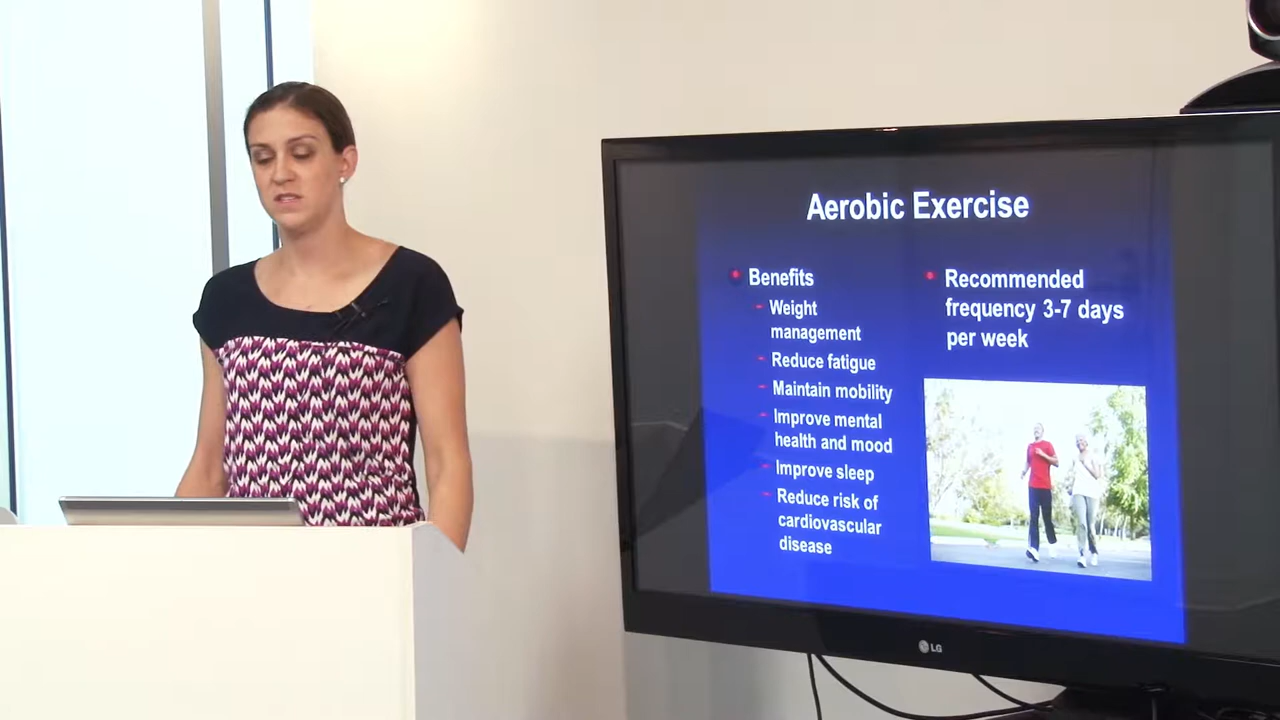 Aerobic Exercise
Benefits
- Weight
management
- Reduce fatigue
- Maintain mobility
- Improve mental
health and mood
- Improve sleep
- Reduce risk of
cardiovascular
disease
Recommended
frequency 3-7 days
per week
LG